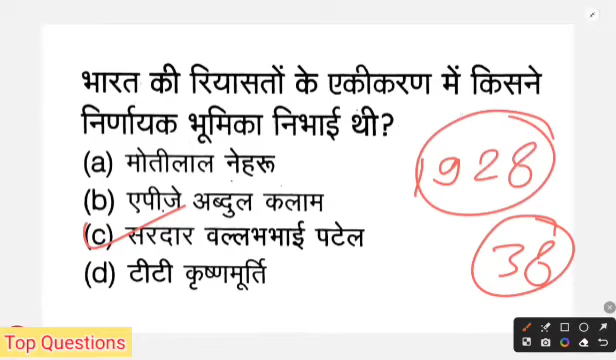 भारत की रियासतों के एकीकरण में किसने
निर्णायक भूमिका निभाई थी?
(a) मोतीलाल नेहरू
(b) एपीजे अब्दुल कलाम
(c) सरदार वल्लभभाई पटेल
(d) टीटी कृष्णमूर्ति
1928
38
Top Questions